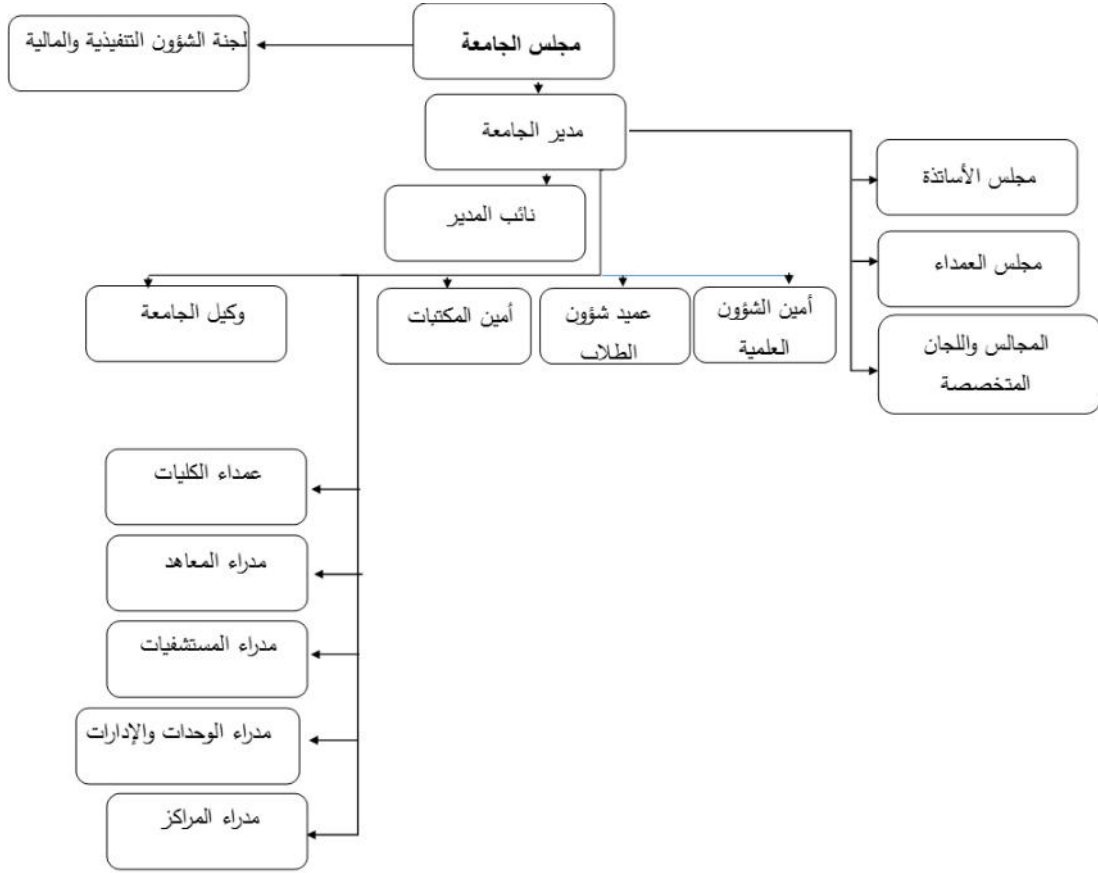 مجلس الجامعة
لجنة الشؤون التنفيذية والمالية
مدير الجامعة
مجلس الأساتذة
نائب المدير
مجلس العمداء
أمين الشؤون
العلمية
عميد شؤون
الطلاب
أمين المكتبات
وكيل الجامعة
المجالس واللجان
المتخصصة
عمداء الكليات
مدراء المعاهد
مدراء المستشفيات
مدراء الوحدات والإدارات
مدراء المراكز